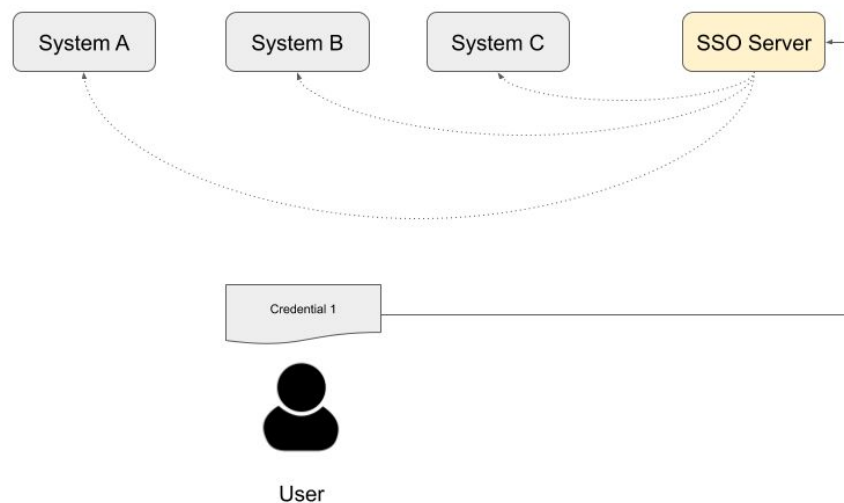 System A
System B
System C
SSO Server
Credential 1
User